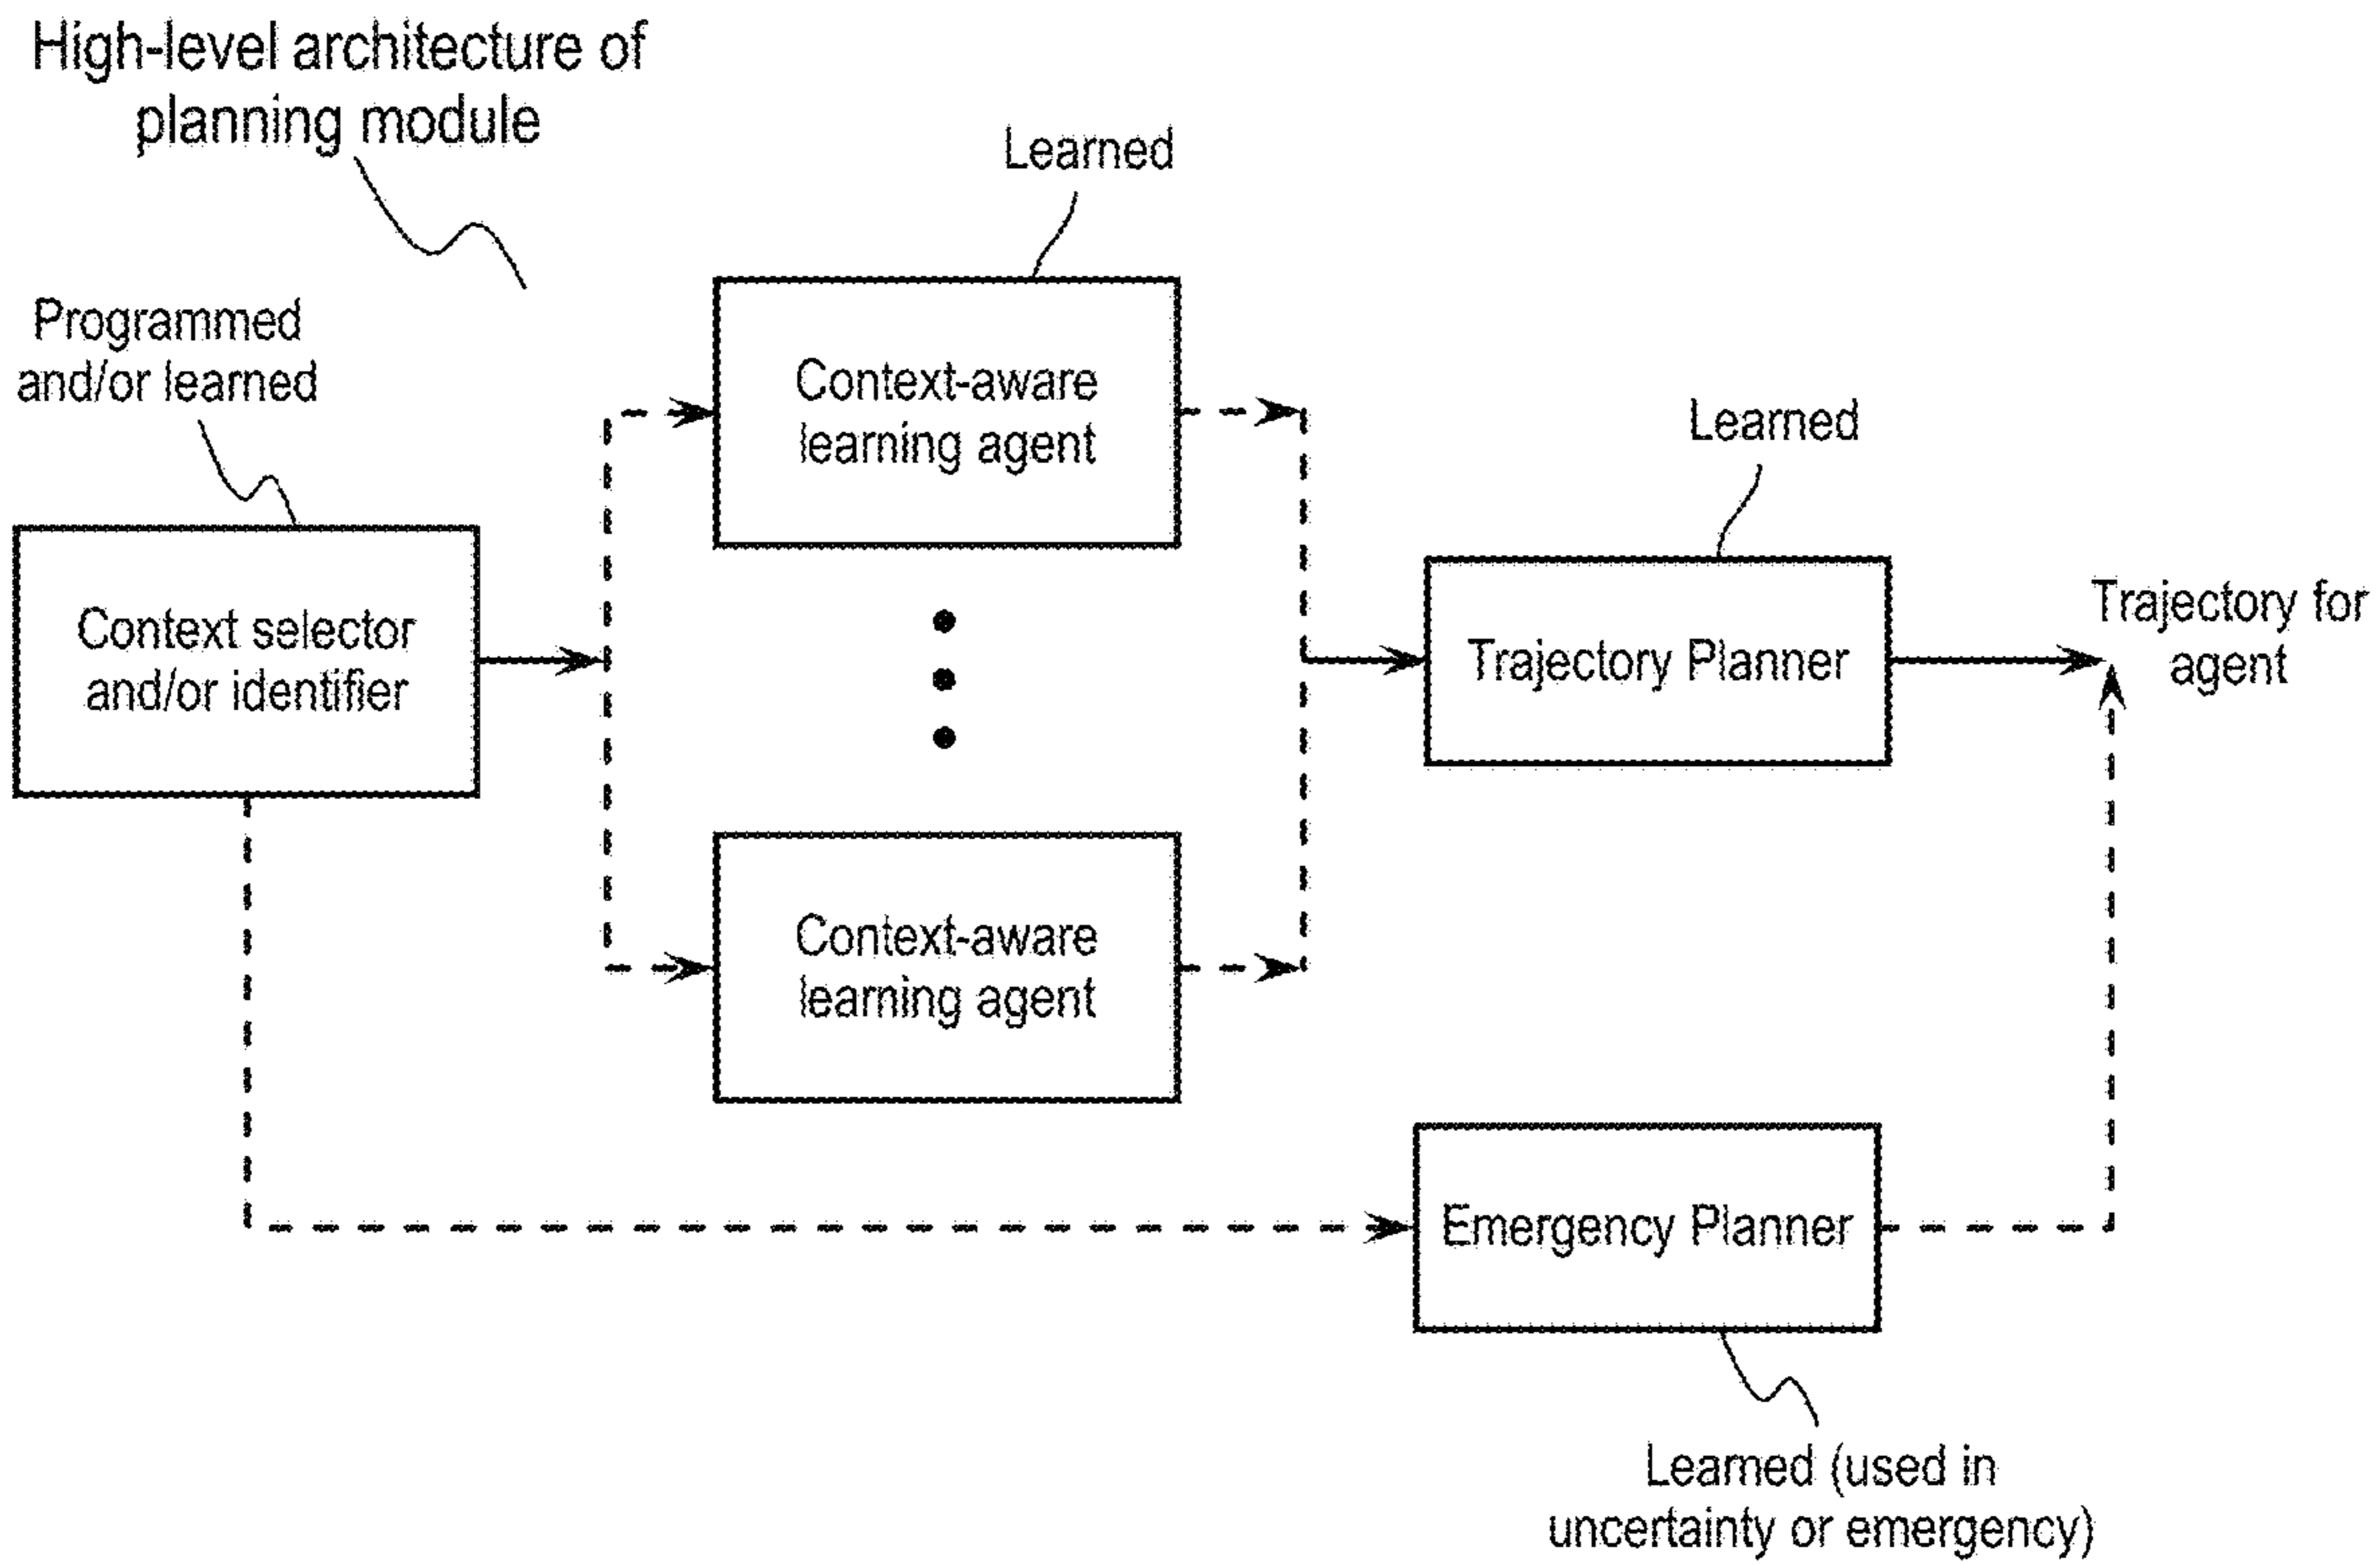 High-level architecture of
planning module
Learned
Programmed
and/or learned
Context-aware
learning agent
Learned
Context selector
and/or identifier
Trajectory Planner
Trajectory for
agent
Context-aware
learning agent
Emergency Planner
Learned (used in
uncertainty or emergency)